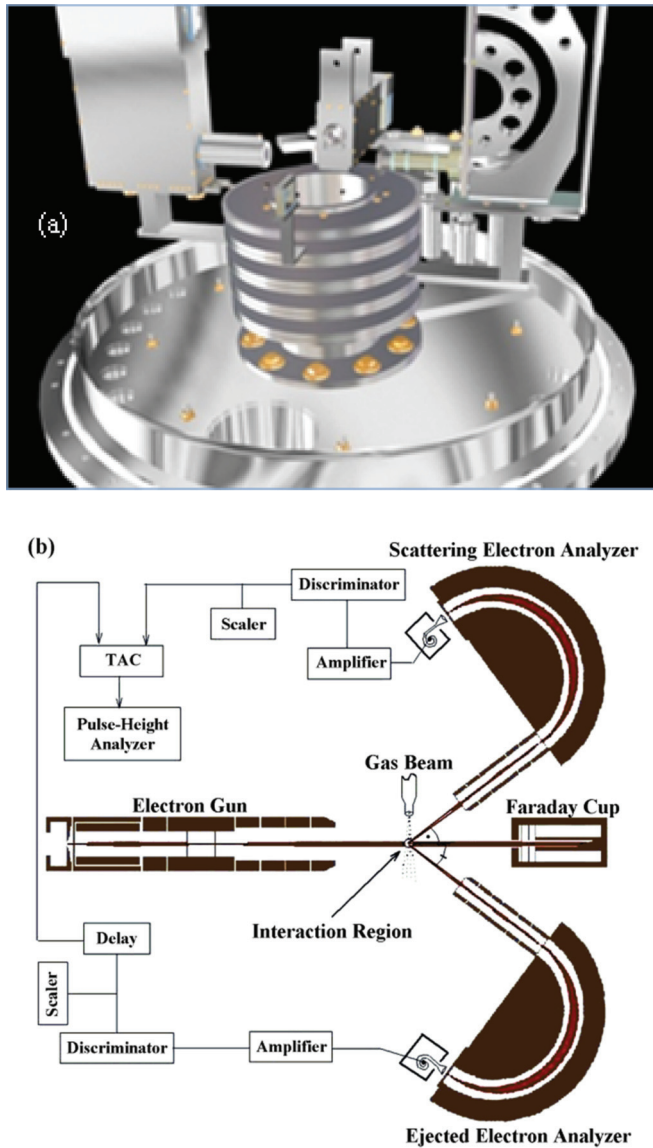 (a)
(b)
Scattering Electron Analyzer
Discriminator
Scaler
TAC
Amplifier
Pulse-Height
Analyzer
Gas Beam
Electron Gun
Faraday Cup
Interaction Region
Delay
Scaler
Discriminator
Amplifier
Ejected Electron Analyzer